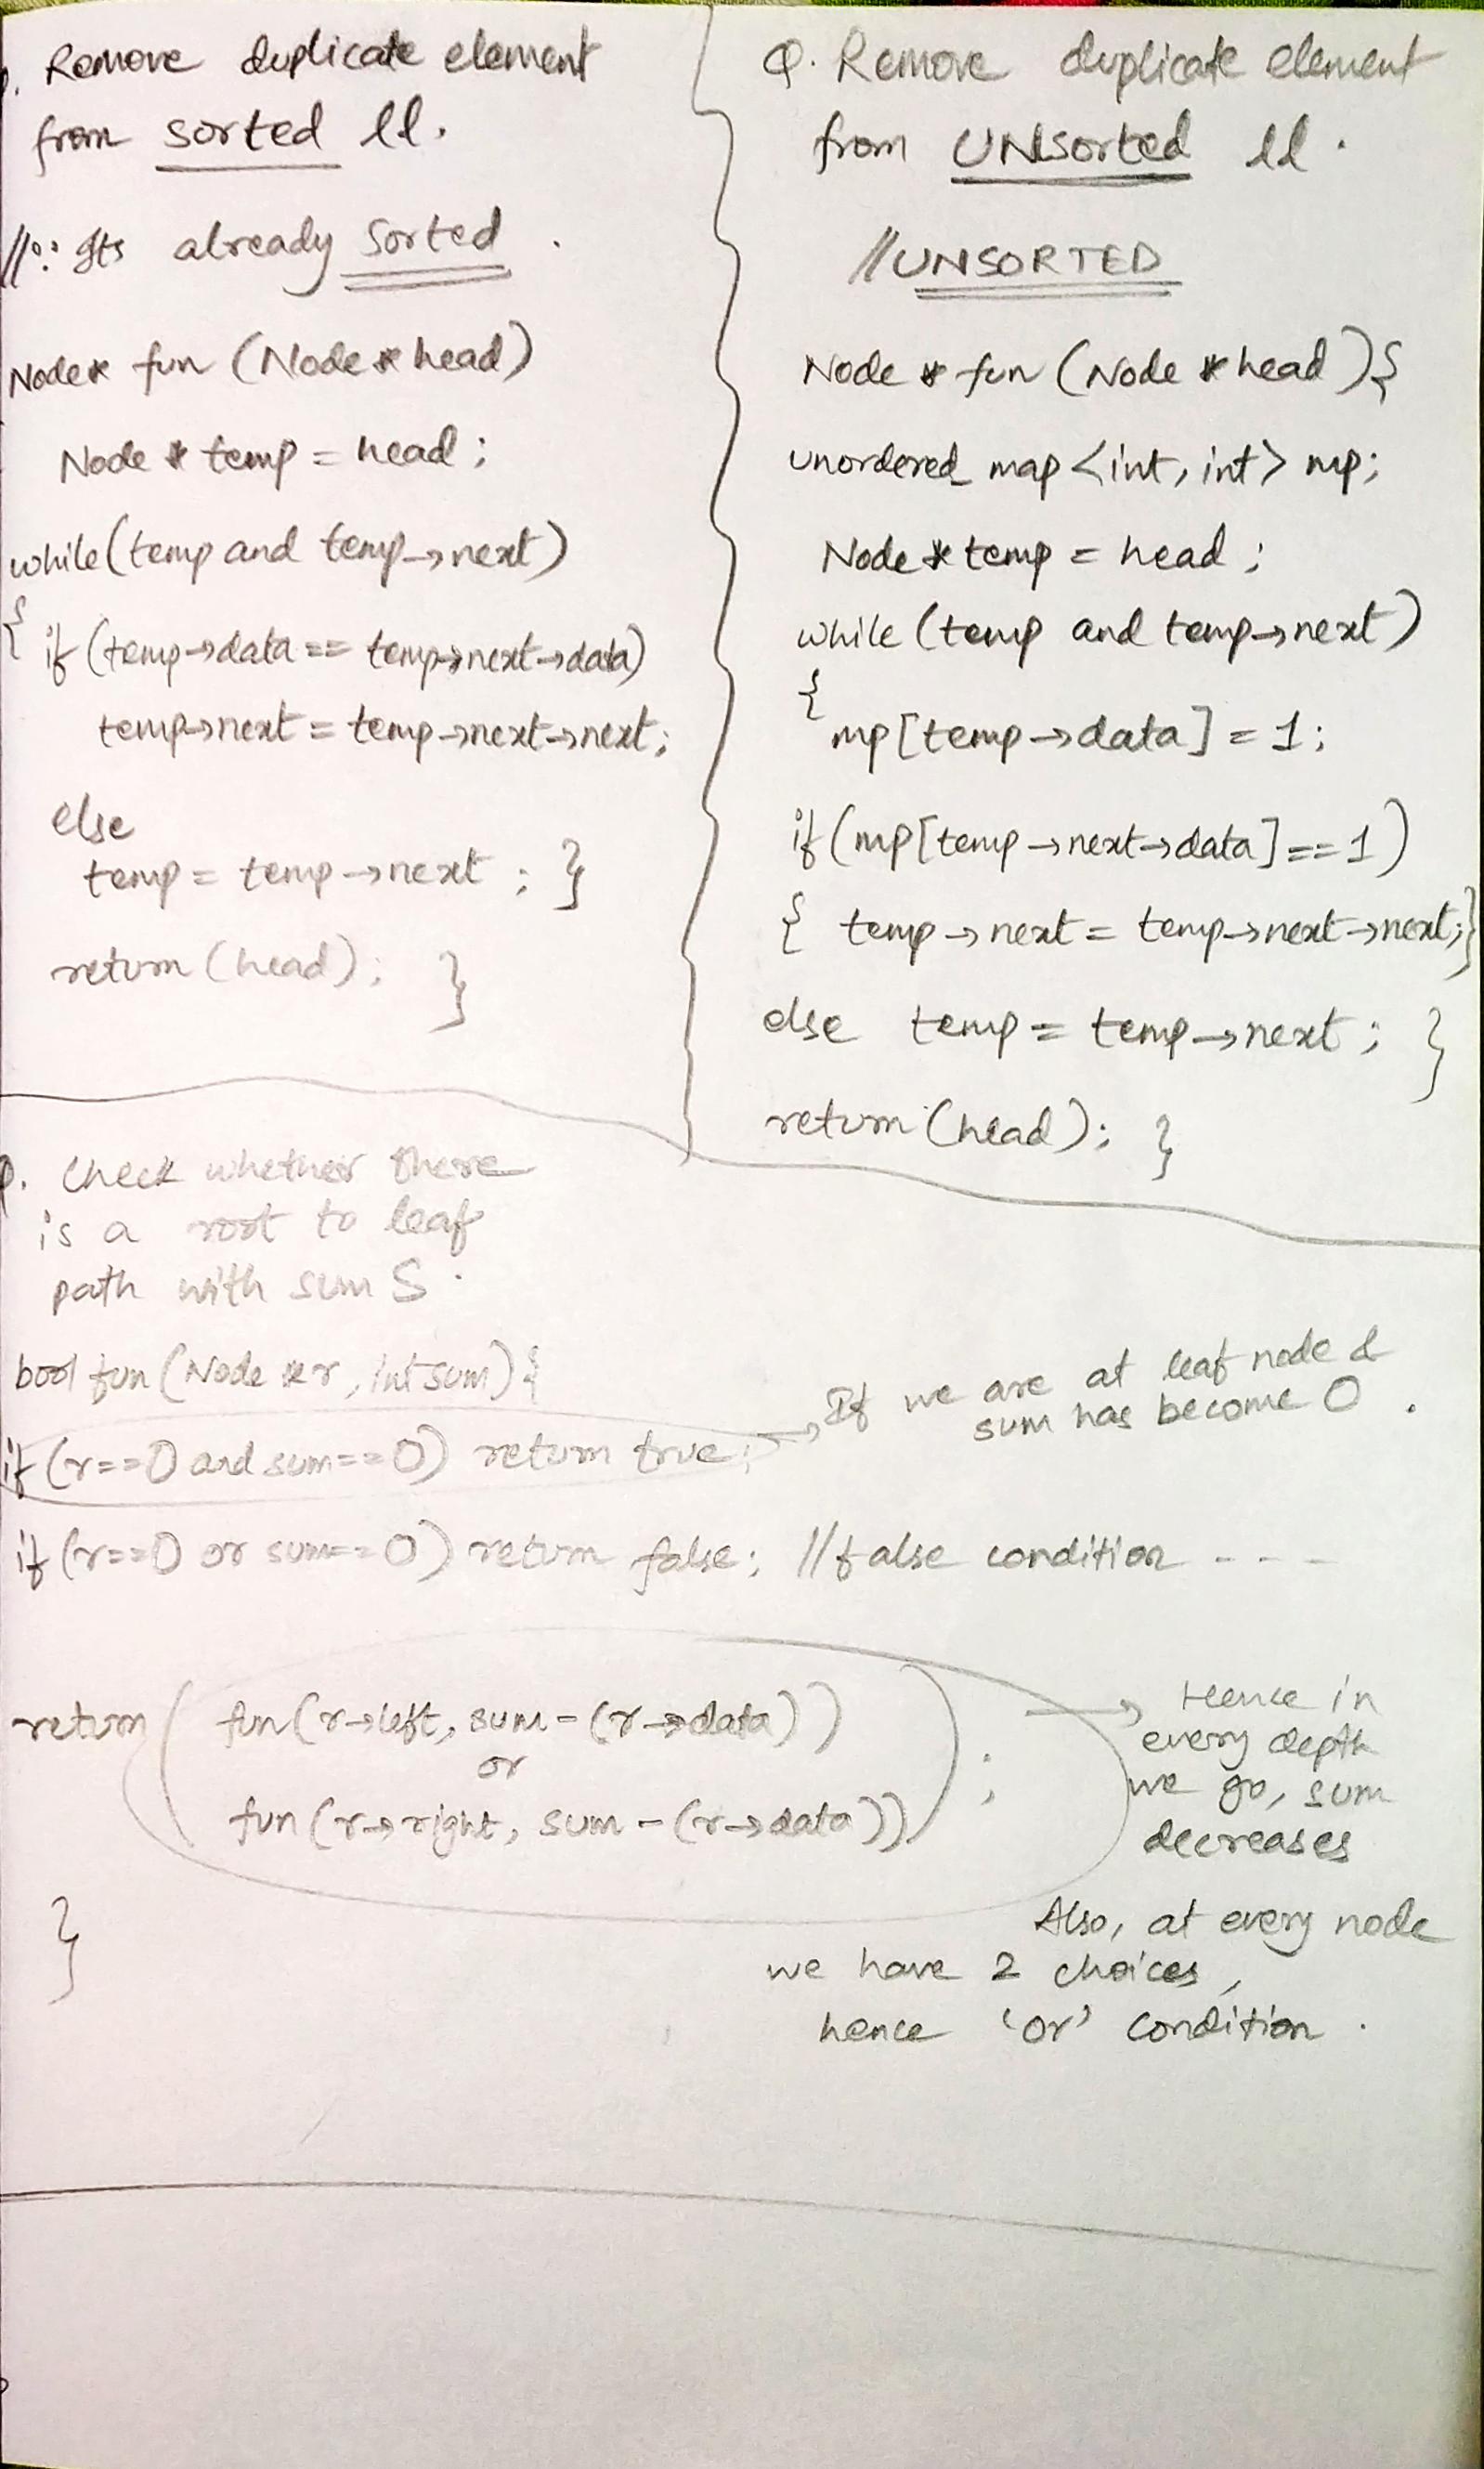 . Remove duplicate element
from sorted ll.
//∵ Its already Sorted .
Node* fun (Node * head)
Node * temp = head ;
while (temp and temp→next)
{ if (temp→data == temp→next→data)
temp→next = temp→next→next;
else
temp = temp→next ; }
return (head); }
Q. Remove duplicate element
from UNsorted ll .
//UNSORTED
Node * fun (Node * head ){
unordered_map <int, int> mp;
Node * temp = head ;
while (temp and temp→next)
{
mp[temp→data] = 1;
if (mp[temp→next→data]==1)
{ temp→next = temp→next→next;}
else temp = temp→next ; }
return (head); }
. Check whether there
is a root to leaf
path with sum S .
bool fun (Node *r, int sum) {
if (r==0 and sum==0) return true; → If we are at leaf node &
sum has become 0 .
if (r==0 or sum==0) return false; //false condition - - -
return ( fun(r→left, sum-(r→data))
or
fun(r→right, sum-(r→data)) ) ;
}
→ Hence in
every depth
we go, sum
decreases
Also, at every node
we have 2 choices,
hence 'or' condition .